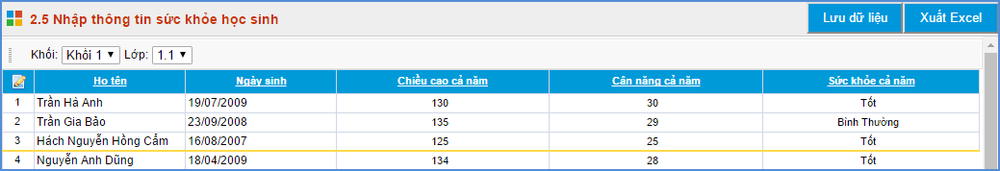 2.5 Nhập thông tin sức khỏe học sinh Lưu dữ liệu Xuất Excel
Khối: Khối 1 Lớp: 1.1
Họ tên Ngày sinh Chiều cao cả năm Cân nặng cả năm Sức khỏe cả năm
1 Trần Hà Anh 19/07/2009 130 30 Tốt
2 Trần Gia Bảo 23/09/2008 135 29 Bình Thường
3 Hách Nguyễn Hồng Cẩm 16/08/2007 125 25 Tốt
4 Nguyễn Anh Dũng 18/04/2009 134 28 Tốt